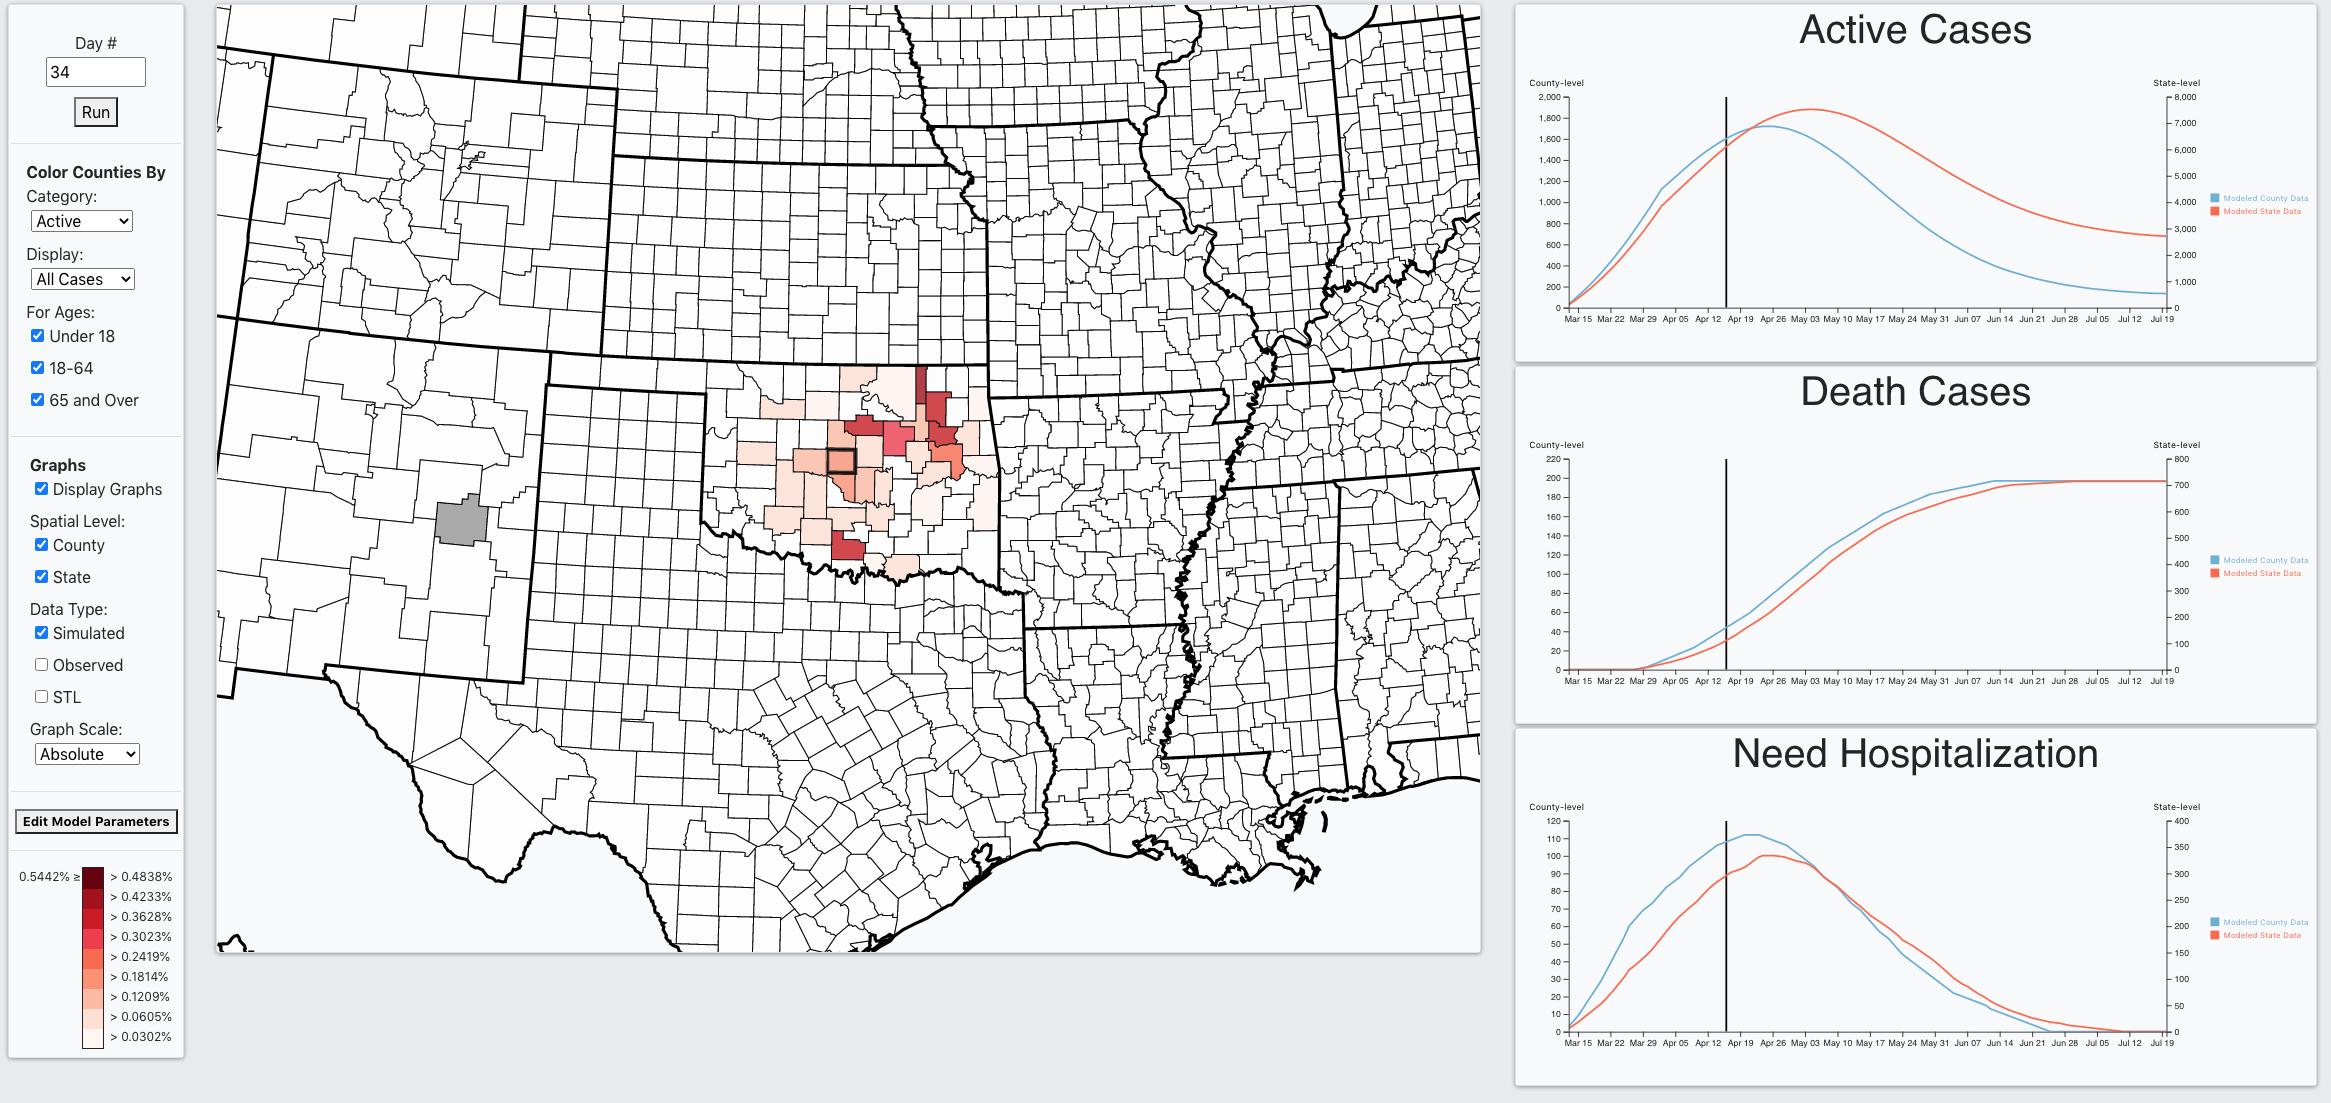 Day #
34
Run
Color Counties By
Category:
Active
Display:
All Cases
For Ages:
Under 18
18-64
65 and Over
Graphs
Display Graphs
Spatial Level:
County
State
Data Type:
Simulated
Observed
STL
Graph Scale:
Absolute
Edit Model Parameters
0.5442% ≥ > 0.4838%
> 0.4233%
> 0.3628%
> 0.3023%
> 0.2419%
> 0.1814%
> 0.1209%
> 0.0605%
> 0.0302%
Active Cases
County-level State-level
2,000 8,000
1,800
1,600 7,000
1,400 6,000
1,200 5,000
1,000 4,000
800 3,000
600
400 2,000
200 1,000
0 0
Modeled County Data
Modeled State Data
Mar 15 Mar 22 Mar 29 Apr 05 Apr 12 Apr 19 Apr 26 May 03 May 10 May 17 May 24 May 31 Jun 07 Jun 14 Jun 21 Jun 28 Jul 05 Jul 12 Jul 19
Death Cases
County-level State-level
220 800
200 700
180
160 600
140 500
120
100 400
80 300
60 200
40 100
20
0 0
Modeled County Data
Modeled State Data
Mar 15 Mar 22 Mar 29 Apr 05 Apr 12 Apr 19 Apr 26 May 03 May 10 May 17 May 24 May 31 Jun 07 Jun 14 Jun 21 Jun 28 Jul 05 Jul 12 Jul 19
Need Hospitalization
County-level State-level
120 400
110 350
100
90 300
80 250
70
60 200
50 150
40
30 100
20 50
10
0 0
Modeled County Data
Modeled State Data
Mar 15 Mar 22 Mar 29 Apr 05 Apr 12 Apr 19 Apr 26 May 03 May 10 May 17 May 24 May 31 Jun 07 Jun 14 Jun 21 Jun 28 Jul 05 Jul 12 Jul 19